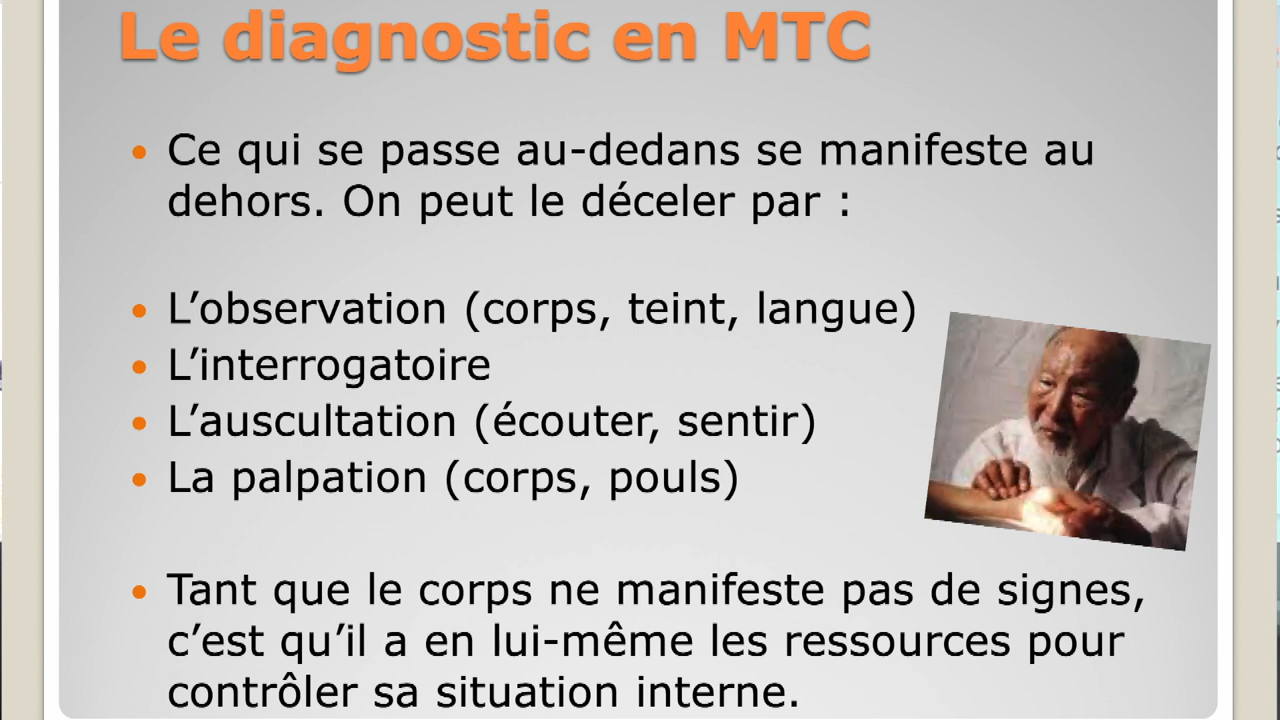 Le diagnostic en MTC
• Ce qui se passe au-dedans se manifeste au
dehors. On peut le déceler par :
• L’observation (corps, teint, langue)
• L’interrogatoire
• L’auscultation (écouter, sentir)
• La palpation (corps, pouls)
• Tant que le corps ne manifeste pas de signes,
c’est qu’il a en lui-même les ressources pour
contrôler sa situation interne.